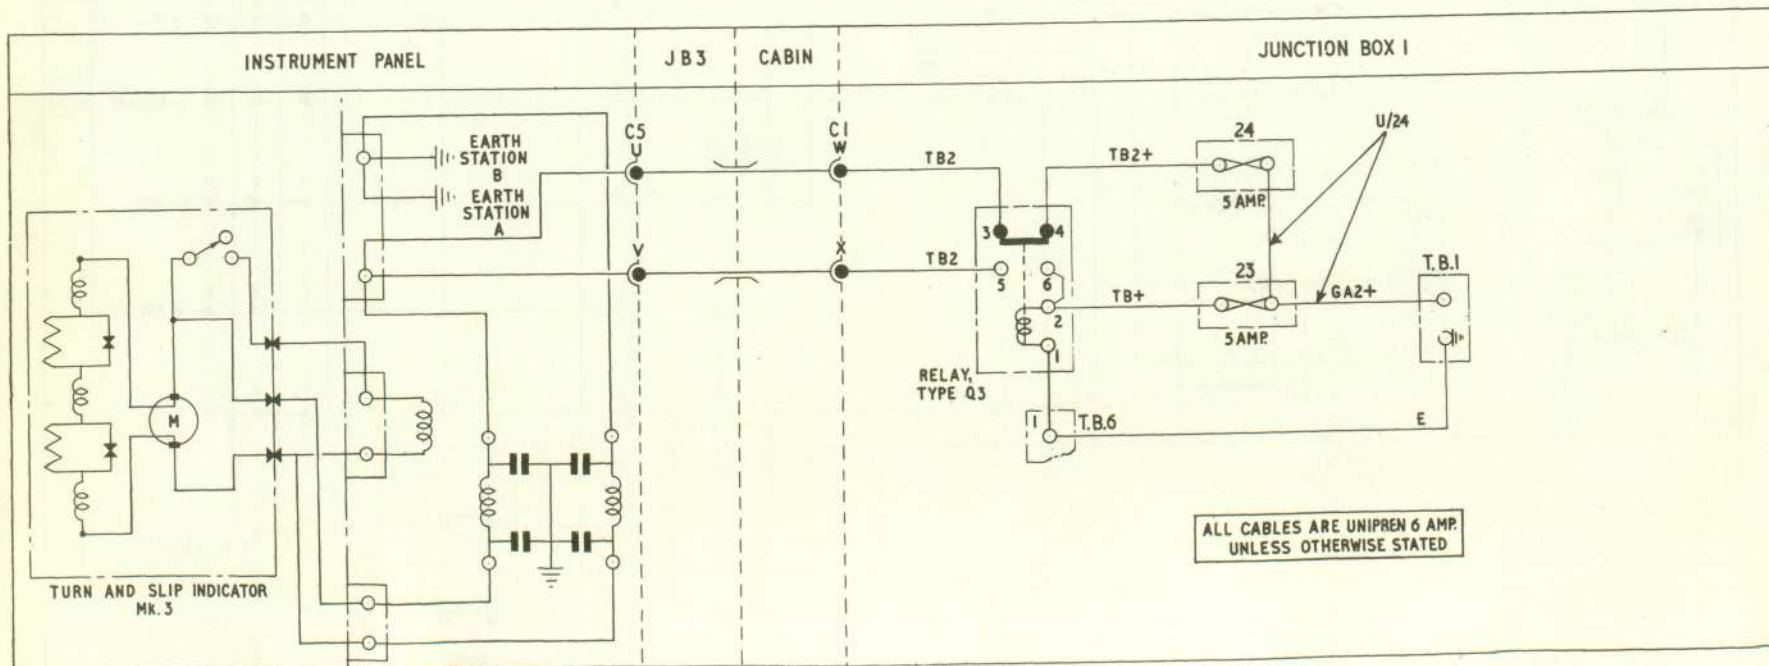 INSTRUMENT PANEL
JB3
CABIN
JUNCTION BOX 1
EARTH
STATION
B
EARTH
STATION
A
C5
U
V
C1
W
X
TB2
TB2
TB2+
TB+
24
5 AMP.
23
5 AMP.
U/24
GA2+
T.B.1
3
4
5
6
2
1
RELAY,
TYPE Q3
1
T.B.6
E
M
TURN AND SLIP INDICATOR
Mk.3
ALL CABLES ARE UNIPREN 6 AMP.
UNLESS OTHERWISE STATED